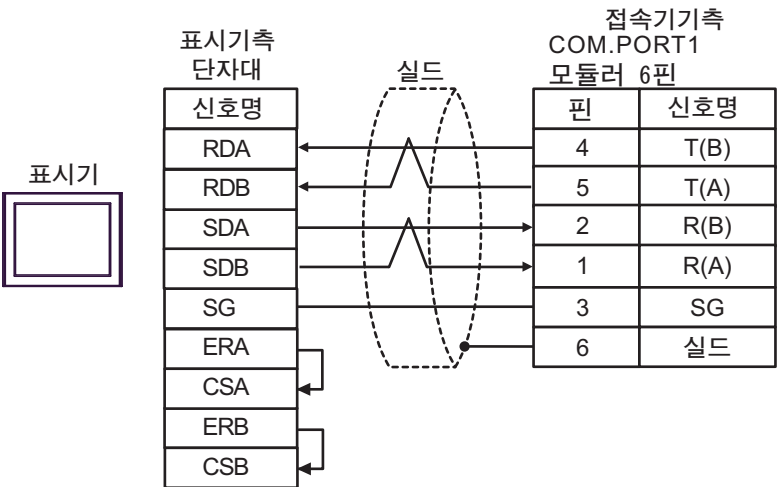 표시기측
단자대
실드
접속기기측
COM.PORT1
모듈러 6핀
표시기
신호명
핀 신호명
RDA 4 T(B)
RDB 5 T(A)
SDA 2 R(B)
SDB 1 R(A)
SG 3 SG
ERA 6 실드
CSA
ERB
CSB